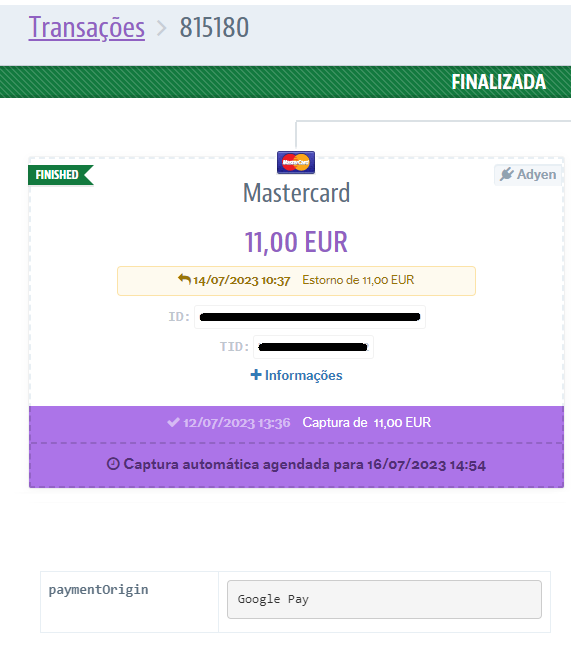 Transações > 815180
FINALIZADA
MasterCard
FINISHED
Adyen
Mastercard
11,00 EUR
14/07/2023 10:37 Estorno de 11,00 EUR
ID:
TID:
+ Informações
12/07/2023 13:36 Captura de 11,00 EUR
Captura automática agendada para 16/07/2023 14:54
paymentOrigin Google Pay